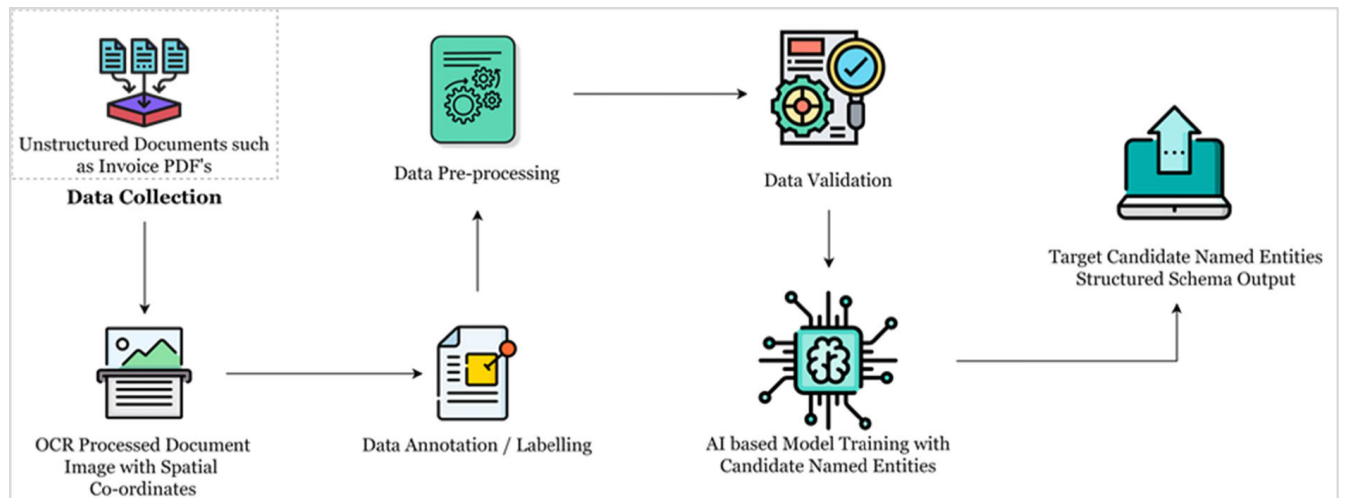 Unstructured Documents such
as Invoice PDF's
Data Collection
OCR Processed Document
Image with Spatial
Co-ordinates
Data Annotation / Labelling
Data Pre-processing
Data Validation
AI based Model Training with
Candidate Named Entities
Target Candidate Named Entities
Structured Schema Output